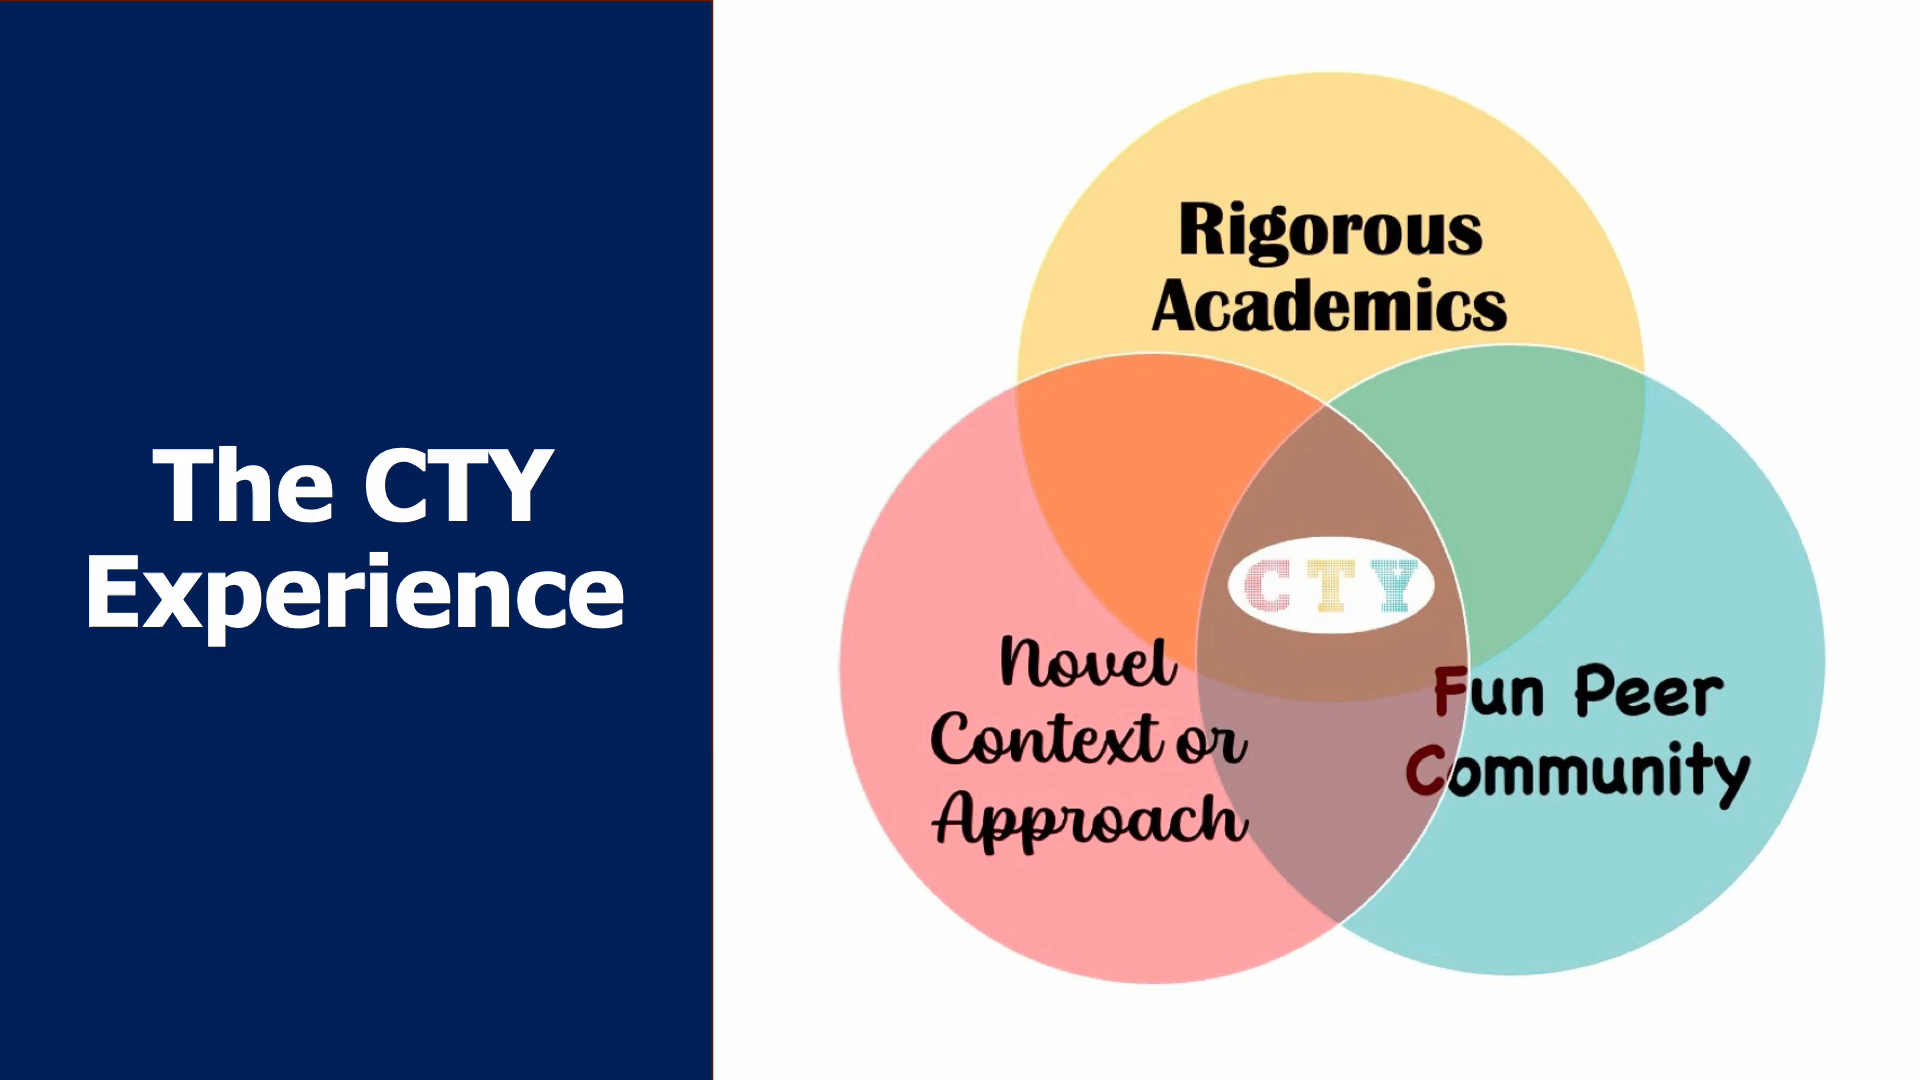 The CTY
Experience
Rigorous
Academics
CTY
Novel
Context or
Approach
Fun Peer
Community